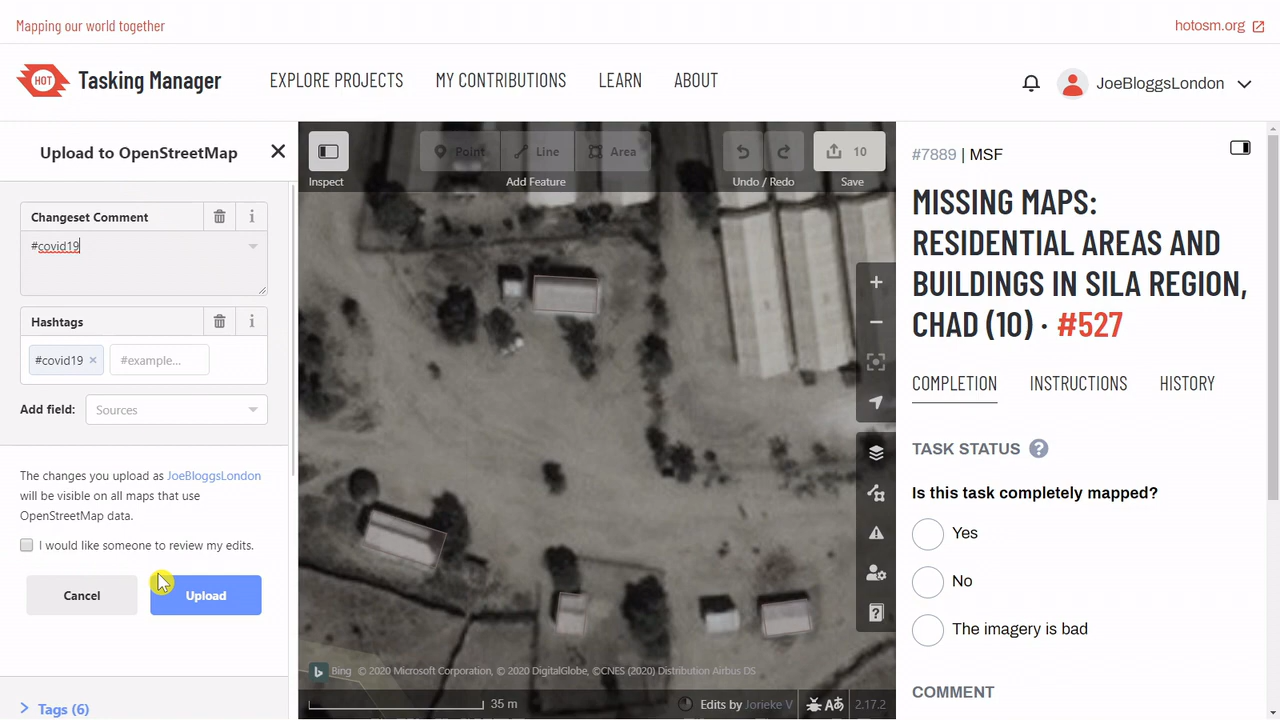 Mapping our world together
hotosm.org
HOT
Tasking Manager
EXPLORE PROJECTS
MY CONTRIBUTIONS
LEARN
ABOUT
JoeBloggsLondon
Upload to OpenStreetMap
Changeset Comment
i
#covid19
Hashtags
i
#covid19 ×
#example...
Add field:
Sources
The changes you upload as JoeBloggsLondon
will be visible on all maps that use
OpenStreetMap data.
I would like someone to review my edits.
Cancel
Upload
Tags (6)
Inspect
Point
Line
Area
Add Feature
Undo / Redo
10
Save
Bing © 2020 Microsoft Corporation, © 2020 DigitalGlobe, ©CNES (2020) Distribution Airbus DS
35 m
Edits by Jorieke V
2.17.2
#7889 | MSF
MISSING MAPS:
RESIDENTIAL AREAS AND
BUILDINGS IN SILA REGION,
CHAD (10) · #527
COMPLETION
INSTRUCTIONS
HISTORY
TASK STATUS ?
Is this task completely mapped?
Yes
No
The imagery is bad
COMMENT